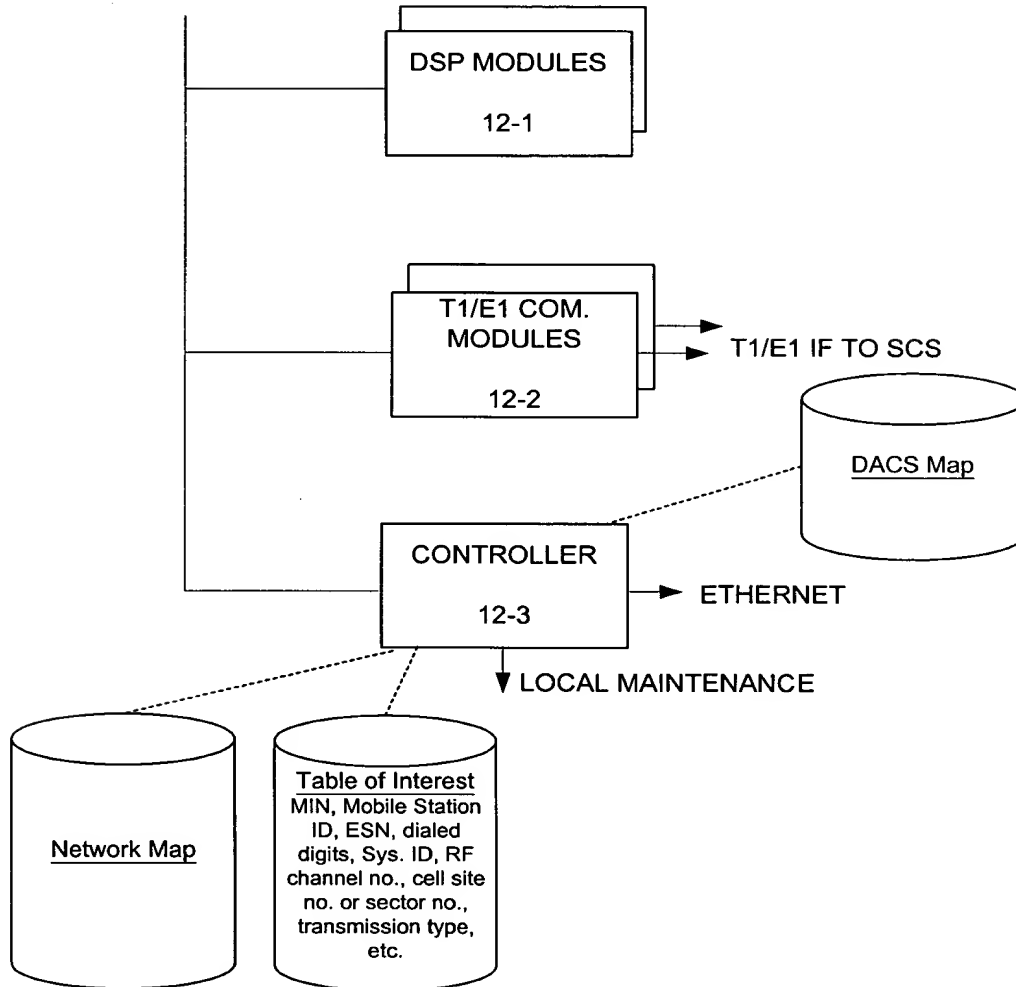 DSP MODULES
12-1
T1/E1 COM.
MODULES
12-2
T1/E1 IF TO SCS
DACS Map
CONTROLLER
12-3
ETHERNET
LOCAL MAINTENANCE
Network Map
Table of Interest
MIN, Mobile Station
ID, ESN, dialed
digits, Sys. ID, RF
channel no., cell site
no. or sector no.,
transmission type,
etc.